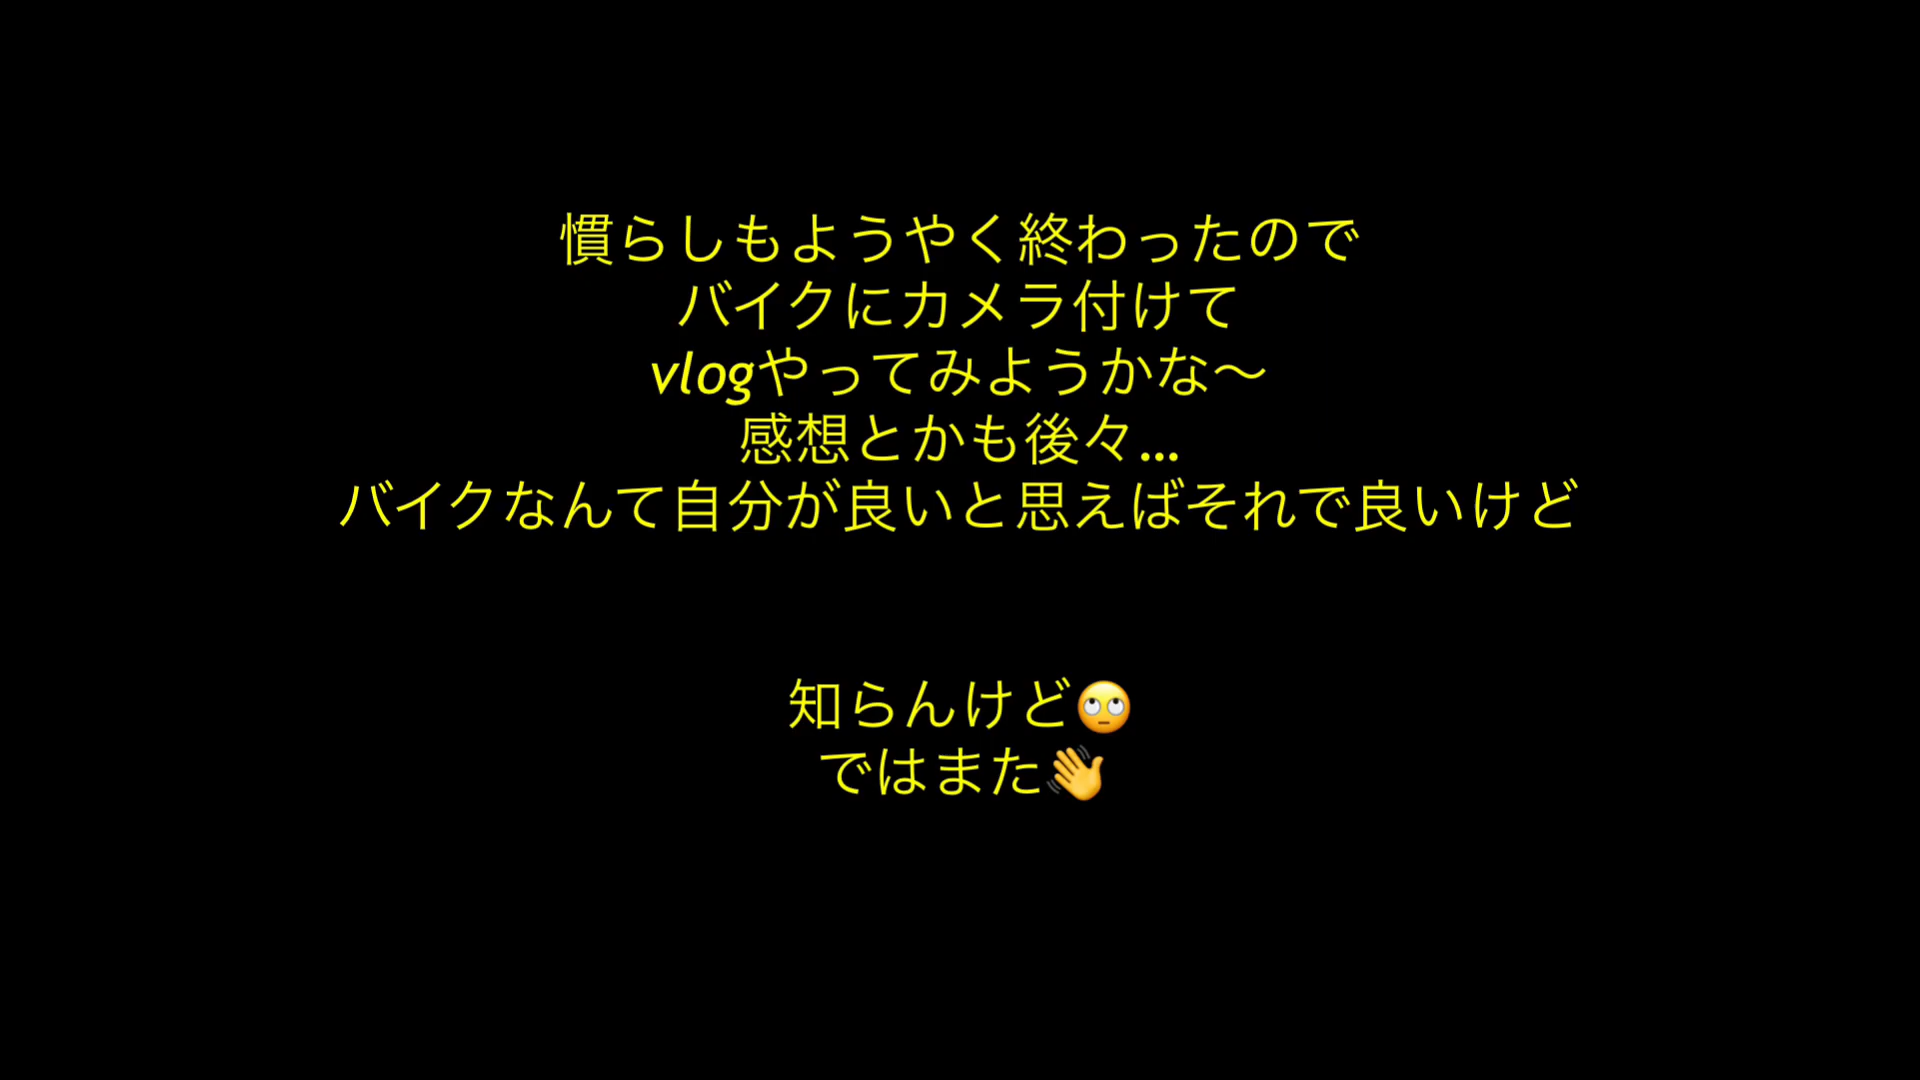 慣らしもようやく終わったので
バイクにカメラ付けて
vlogやってみようかな〜
感想とかも後々...
バイクなんて自分が良いと思えばそれで良いけど
知らんけど🙄
ではまた👋